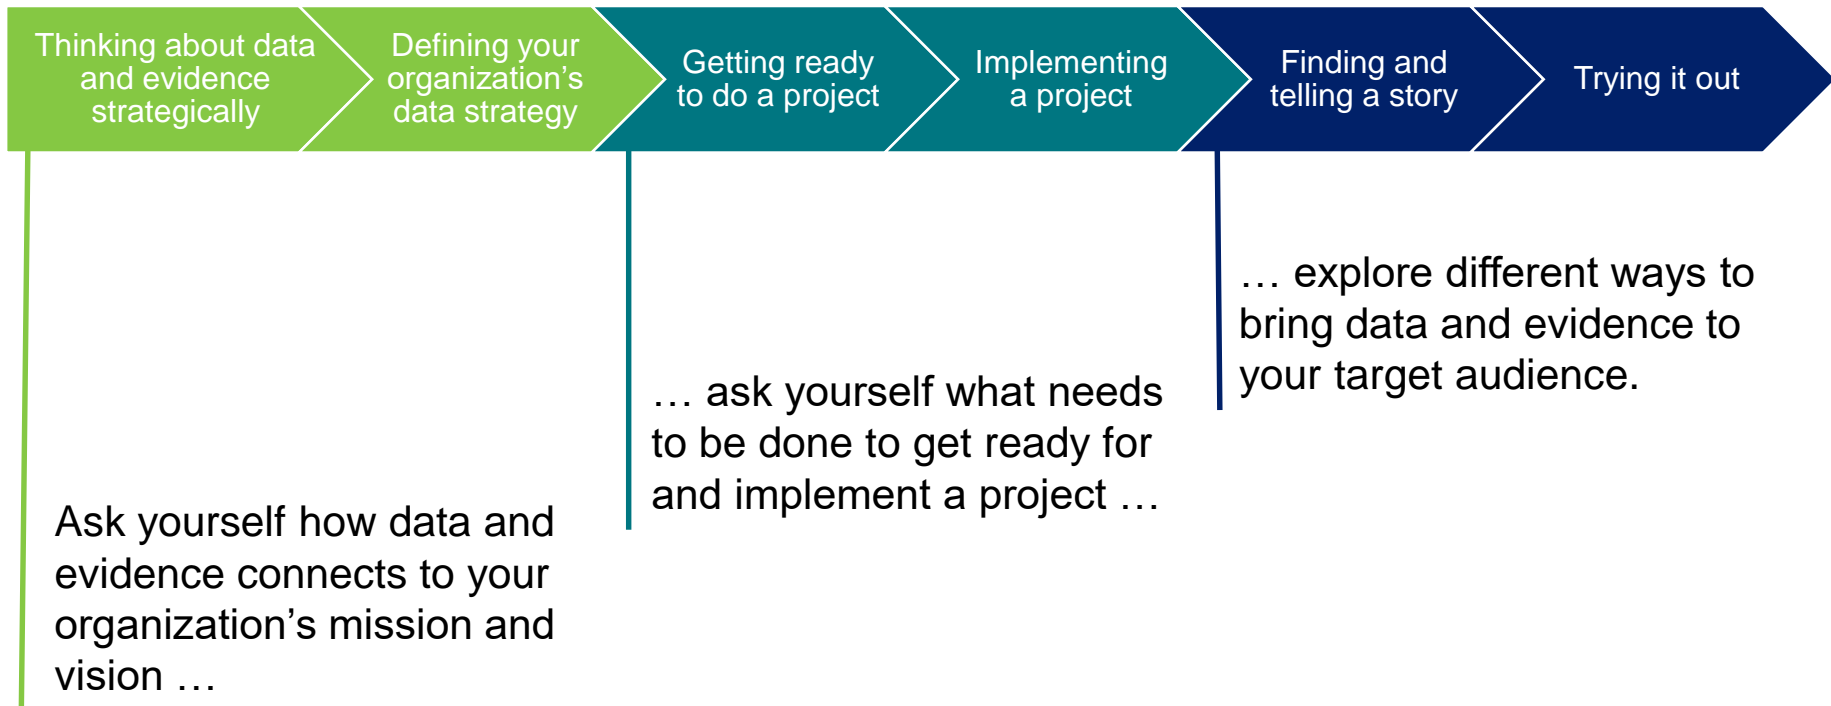 Thinking about data
and evidence
strategically
Defining your
organization’s
data strategy
Getting ready
to do a project
Implementing
a project
Finding and
telling a story
Trying it out
Ask yourself how data and
evidence connects to your
organization’s mission and
vision …
… ask yourself what needs
to be done to get ready for
and implement a project …
… explore different ways to
bring data and evidence to
your target audience.